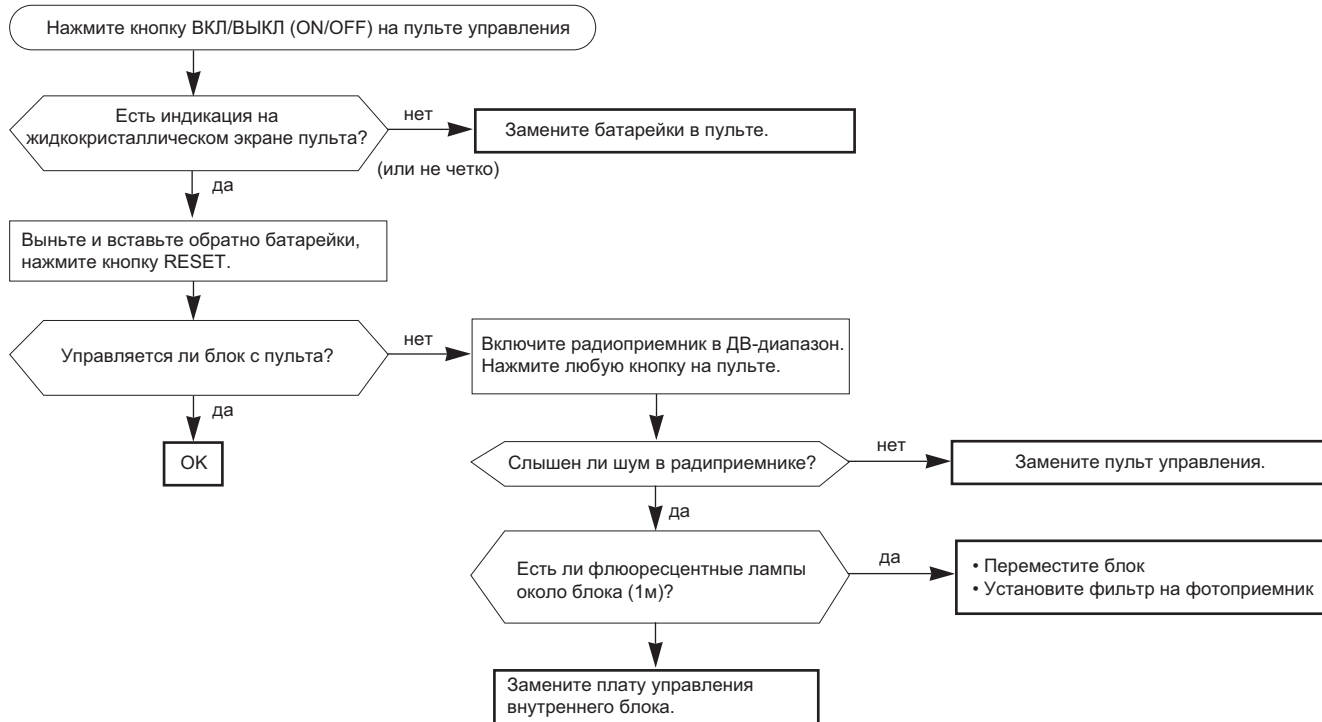 Нажмите кнопку ВКЛ/ВЫКЛ (ON/OFF) на пульте управления
Есть индикация на
жидкокристаллическом экране пульта?
нет
(или не четко)
Замените батарейки в пульте.
да
Выньте и вставьте обратно батарейки,
нажмите кнопку RESET.
Управляется ли блок с пульта?
нет
Включите радиоприемник в ДВ-диапазон.
Нажмите любую кнопку на пульте.
да
OK
Слышен ли шум в радиприемнике?
нет
Замените пульт управления.
да
Есть ли флюоресцентные лампы
около блока (1м)?
да
• Переместите блок
• Установите фильтр на фотоприемник
Замените плату управления
внутреннего блока.